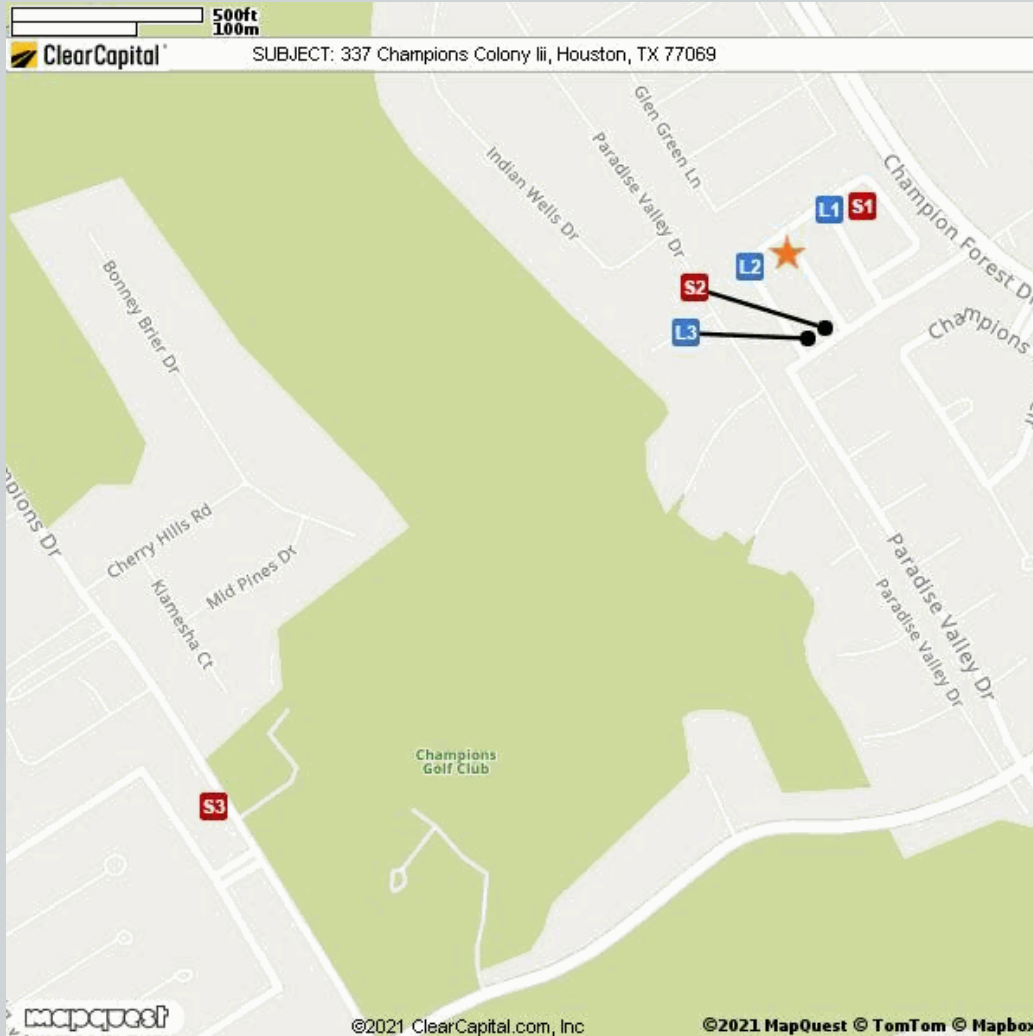 500ft
100m
ClearCapital
SUBJECT: 337 Champions Colony Iii, Houston, TX 77069
Glen Green Ln
Paradise Valley Dr
Indian Wells Dr
Champion Forest D
L1
S1
L2
S2
L3
Champions
Bonney Brier Dr
mpions Dr
Cherry Hills Rd
Mid Pines Dr
Kiamesha Ct
Paradise Valley Dr
Paradise Valley Dr
Champions
Golf Club
S3
mapquest
©2021 ClearCapital.com, Inc
©2021 MapQuest © TomTom © Mapbox